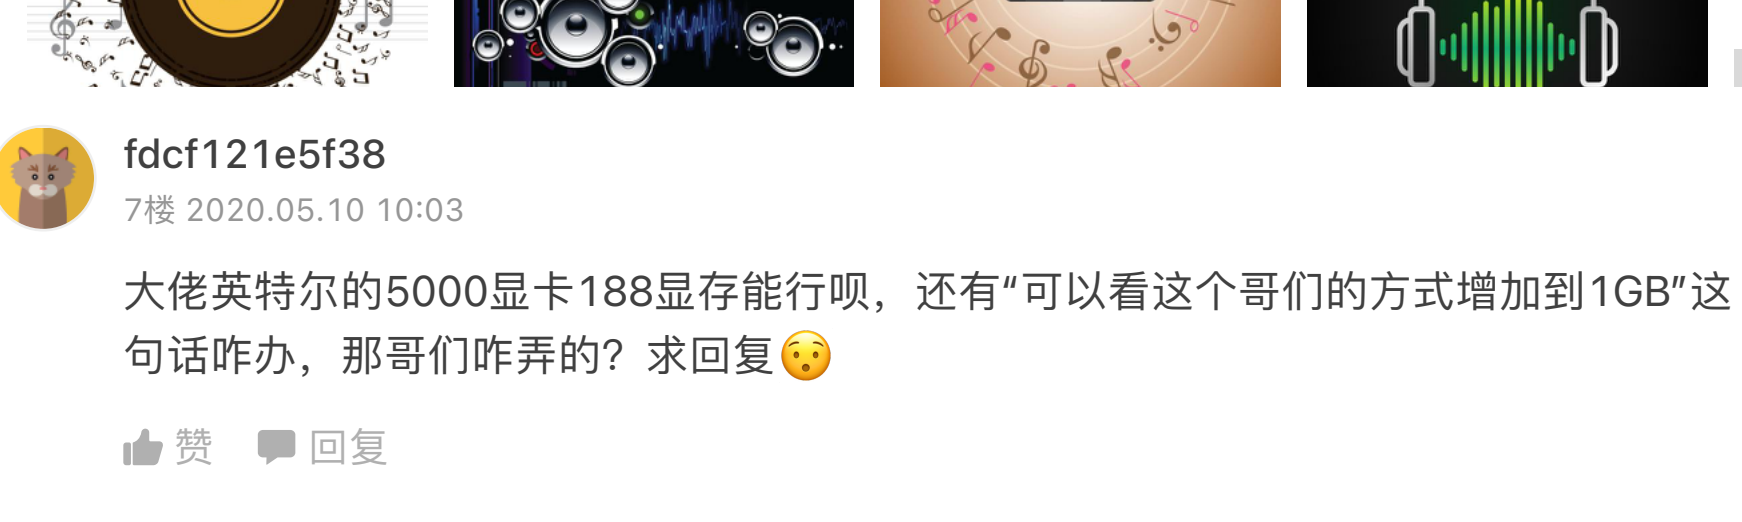 fdcf121e5f38
7楼 2020.05.10 10:03
大佬英特尔的5000显卡188显存能行呗，还有“可以看这个哥们的方式增加到1GB”这
句话咋办，那哥们咋弄的？求回复😯
赞 回复